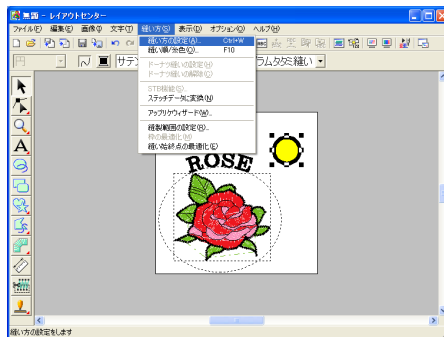 無題 - レイアウトセンター
ファイル(F) 編集(E) 画像(I) 文字(T) 縫い方(S) 表示(D) オプション(O) ヘルプ(H)
縫い方の設定(A)... Ctrl+W
縫い順/糸色(O)... F10
ドーナツ縫いの設定(H)
ドーナツ縫いの解除(C)
ステッチデータに変換(N)
アップリケウィザード(W)...
縫製範囲の設定(R)...
枠の最適化(M)
縫い始終点の最適化(E)
円
サテン
ラムタタミ縫い
A
ROSE
縫い方の設定をします